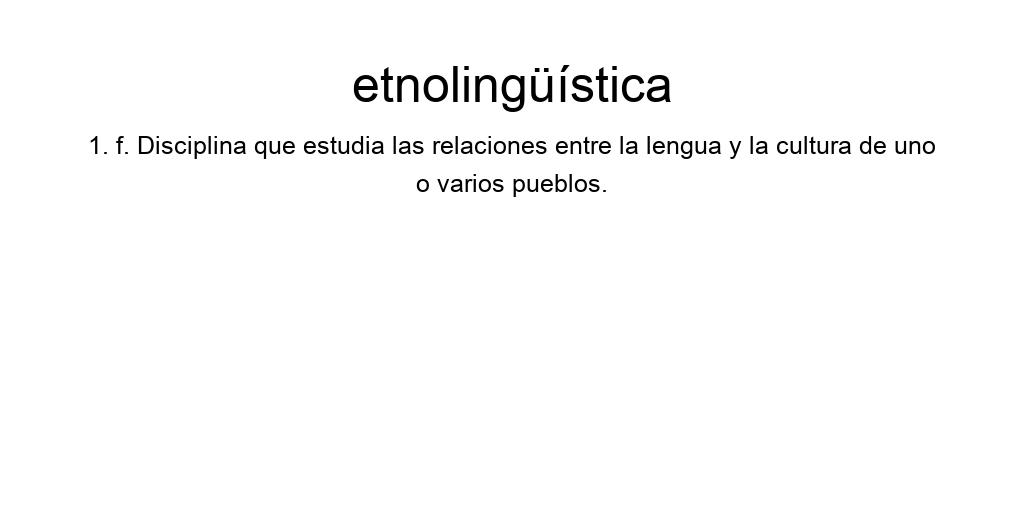 etnolingüística
1. f. Disciplina que estudia las relaciones entre la lengua y la cultura de uno
o varios pueblos.